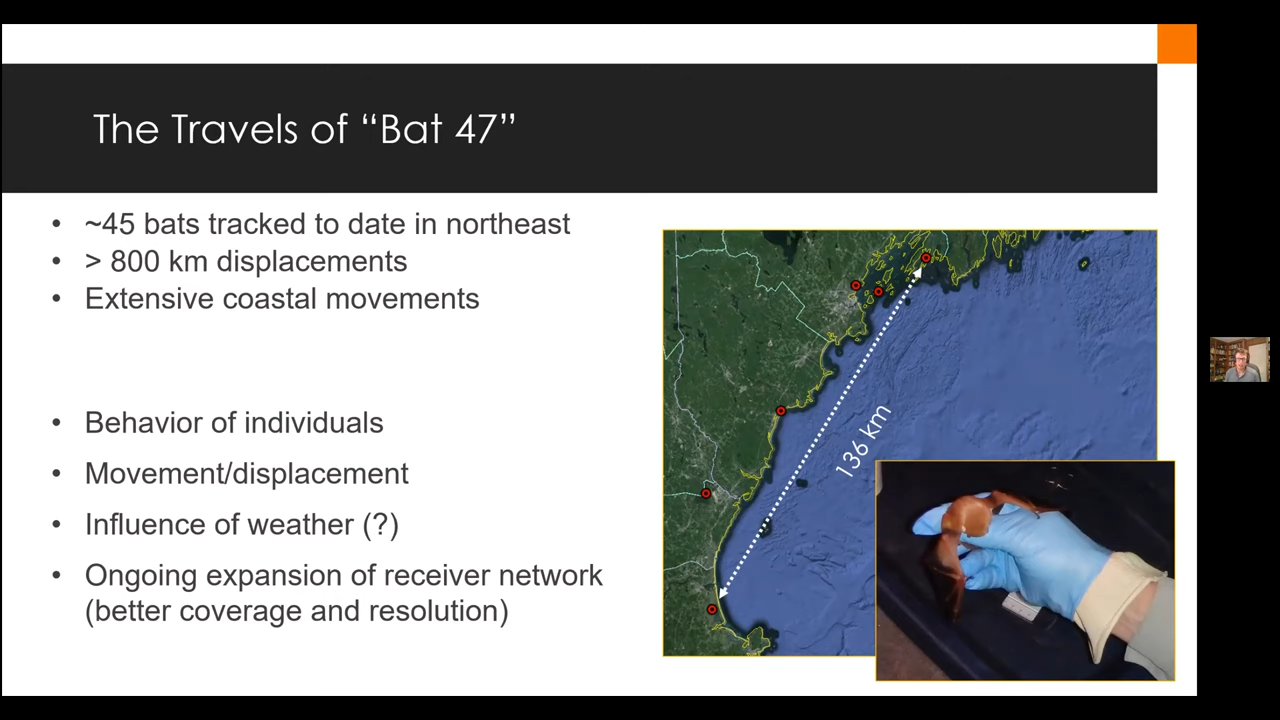 The Travels of “Bat 47”
• ~45 bats tracked to date in northeast
• > 800 km displacements
• Extensive coastal movements
• Behavior of individuals
• Movement/displacement
• Influence of weather (?)
• Ongoing expansion of receiver network
(better coverage and resolution)
136 km